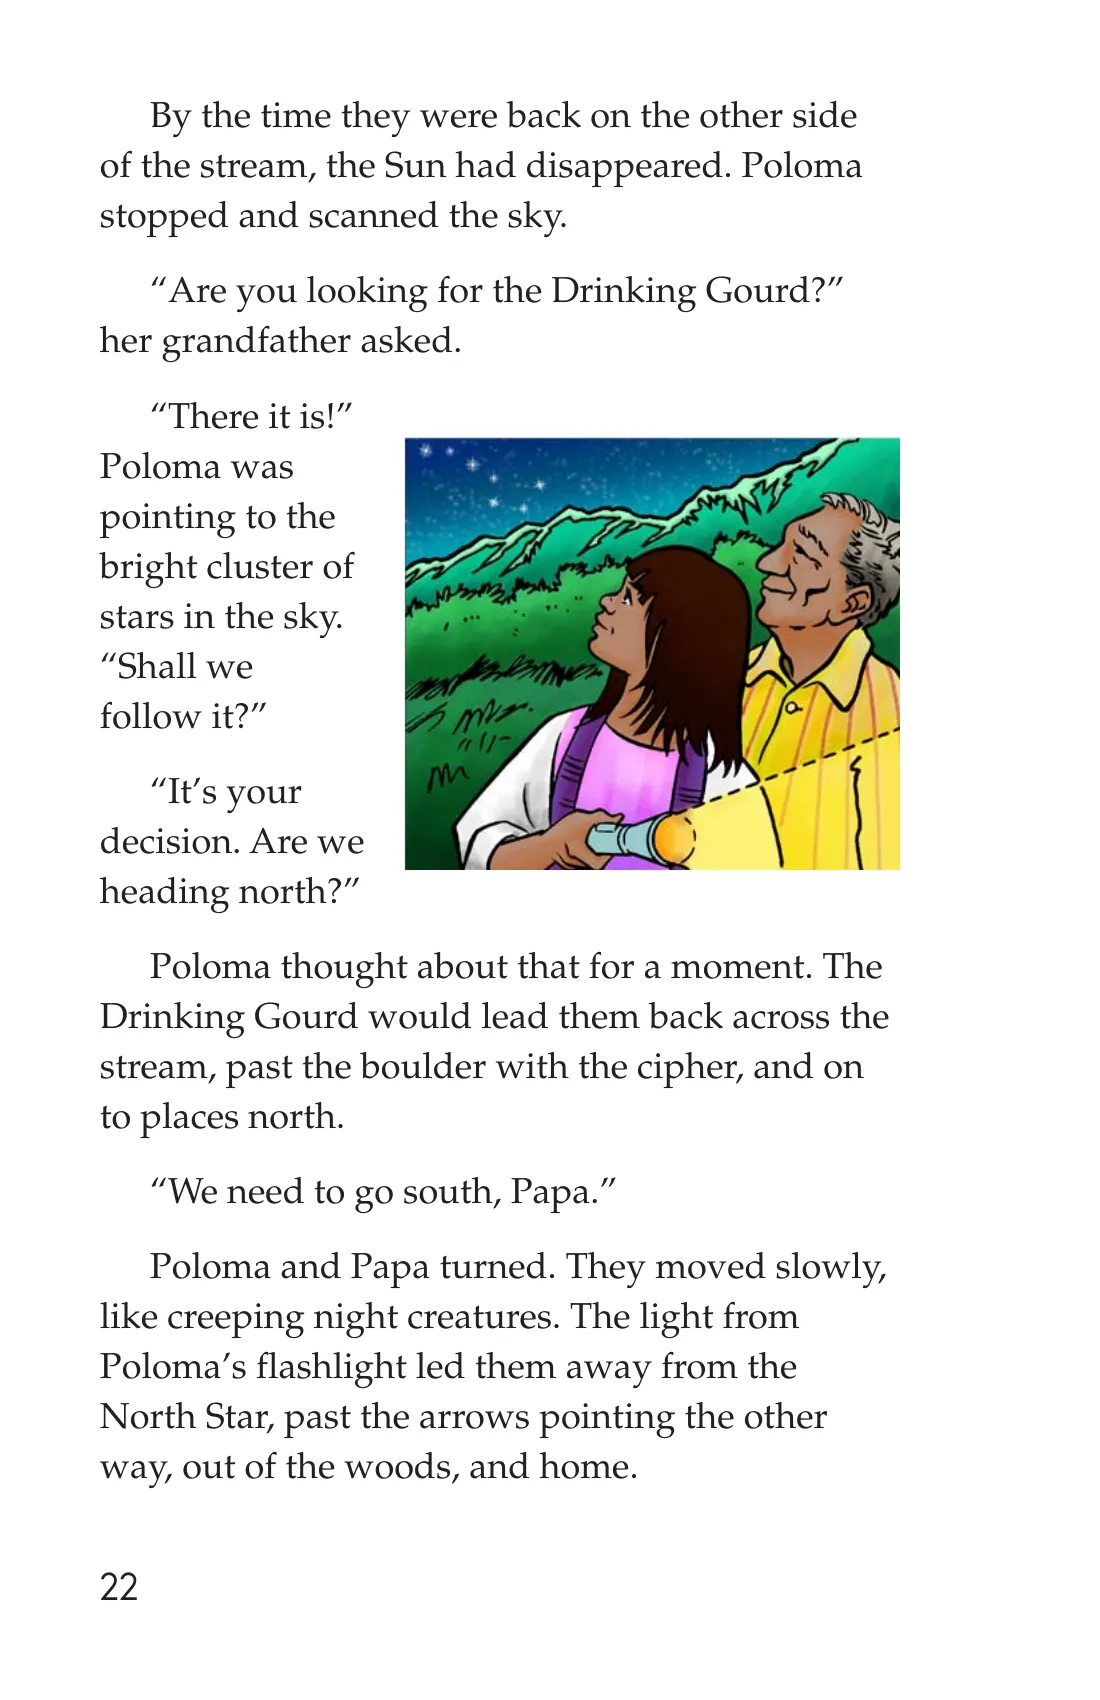 By the time they were back on the other side
of the stream, the Sun had disappeared. Poloma
stopped and scanned the sky.
“Are you looking for the Drinking Gourd?”
her grandfather asked.
“There it is!”
Poloma was
pointing to the
bright cluster of
stars in the sky.
“Shall we
follow it?”
“It’s your
decision. Are we
heading north?”
Poloma thought about that for a moment. The
Drinking Gourd would lead them back across the
stream, past the boulder with the cipher, and on
to places north.
“We need to go south, Papa.”
Poloma and Papa turned. They moved slowly,
like creeping night creatures. The light from
Poloma’s flashlight led them away from the
North Star, past the arrows pointing the other
way, out of the woods, and home.
22